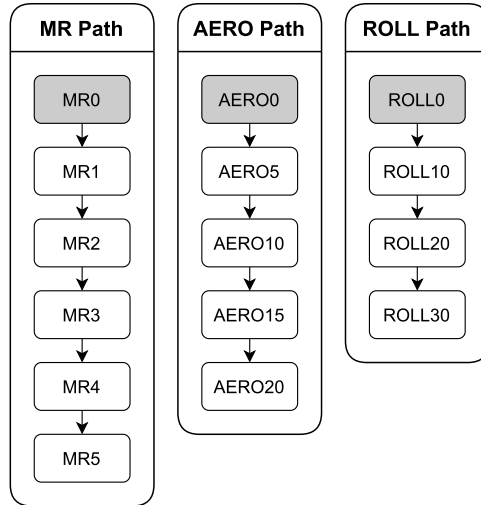 MR Path
MR0
MR1
MR2
MR3
MR4
MR5
AERO Path
AERO0
AERO5
AERO10
AERO15
AERO20
ROLL Path
ROLL0
ROLL10
ROLL20
ROLL30